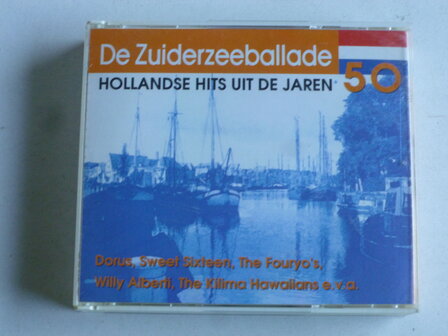 De Zuiderzeeballade
HOLLANDSE HITS UIT DE JAREN' 50
Dorus, Sweet Sixteen, The Fouryo's,
Willy Alberti, The Kilima Hawaiians e.v.a.